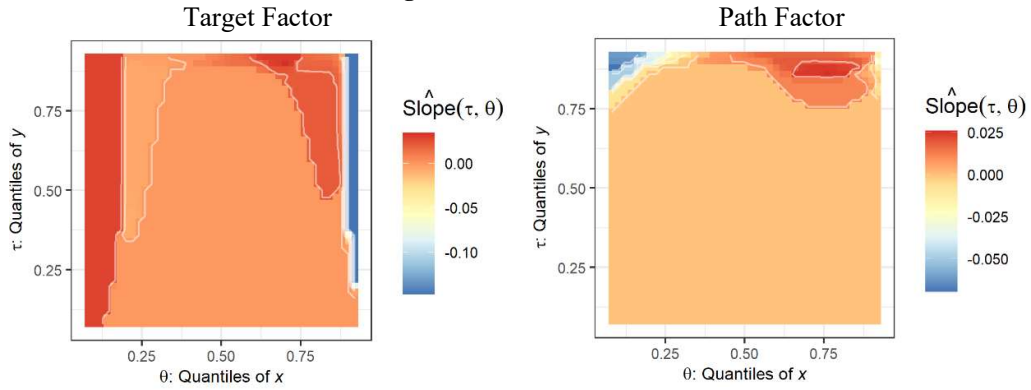 Target Factor
Path Factor
0.75
0.50
0.25
τ: Quantiles of y
0.25
0.50
0.75
θ: Quantiles of x
Slopê(τ, θ)
0.00
-0.05
-0.10
0.75
0.50
0.25
τ: Quantiles of y
0.25
0.50
0.75
θ: Quantiles of x
Slopê(τ, θ)
0.025
0.000
-0.025
-0.050